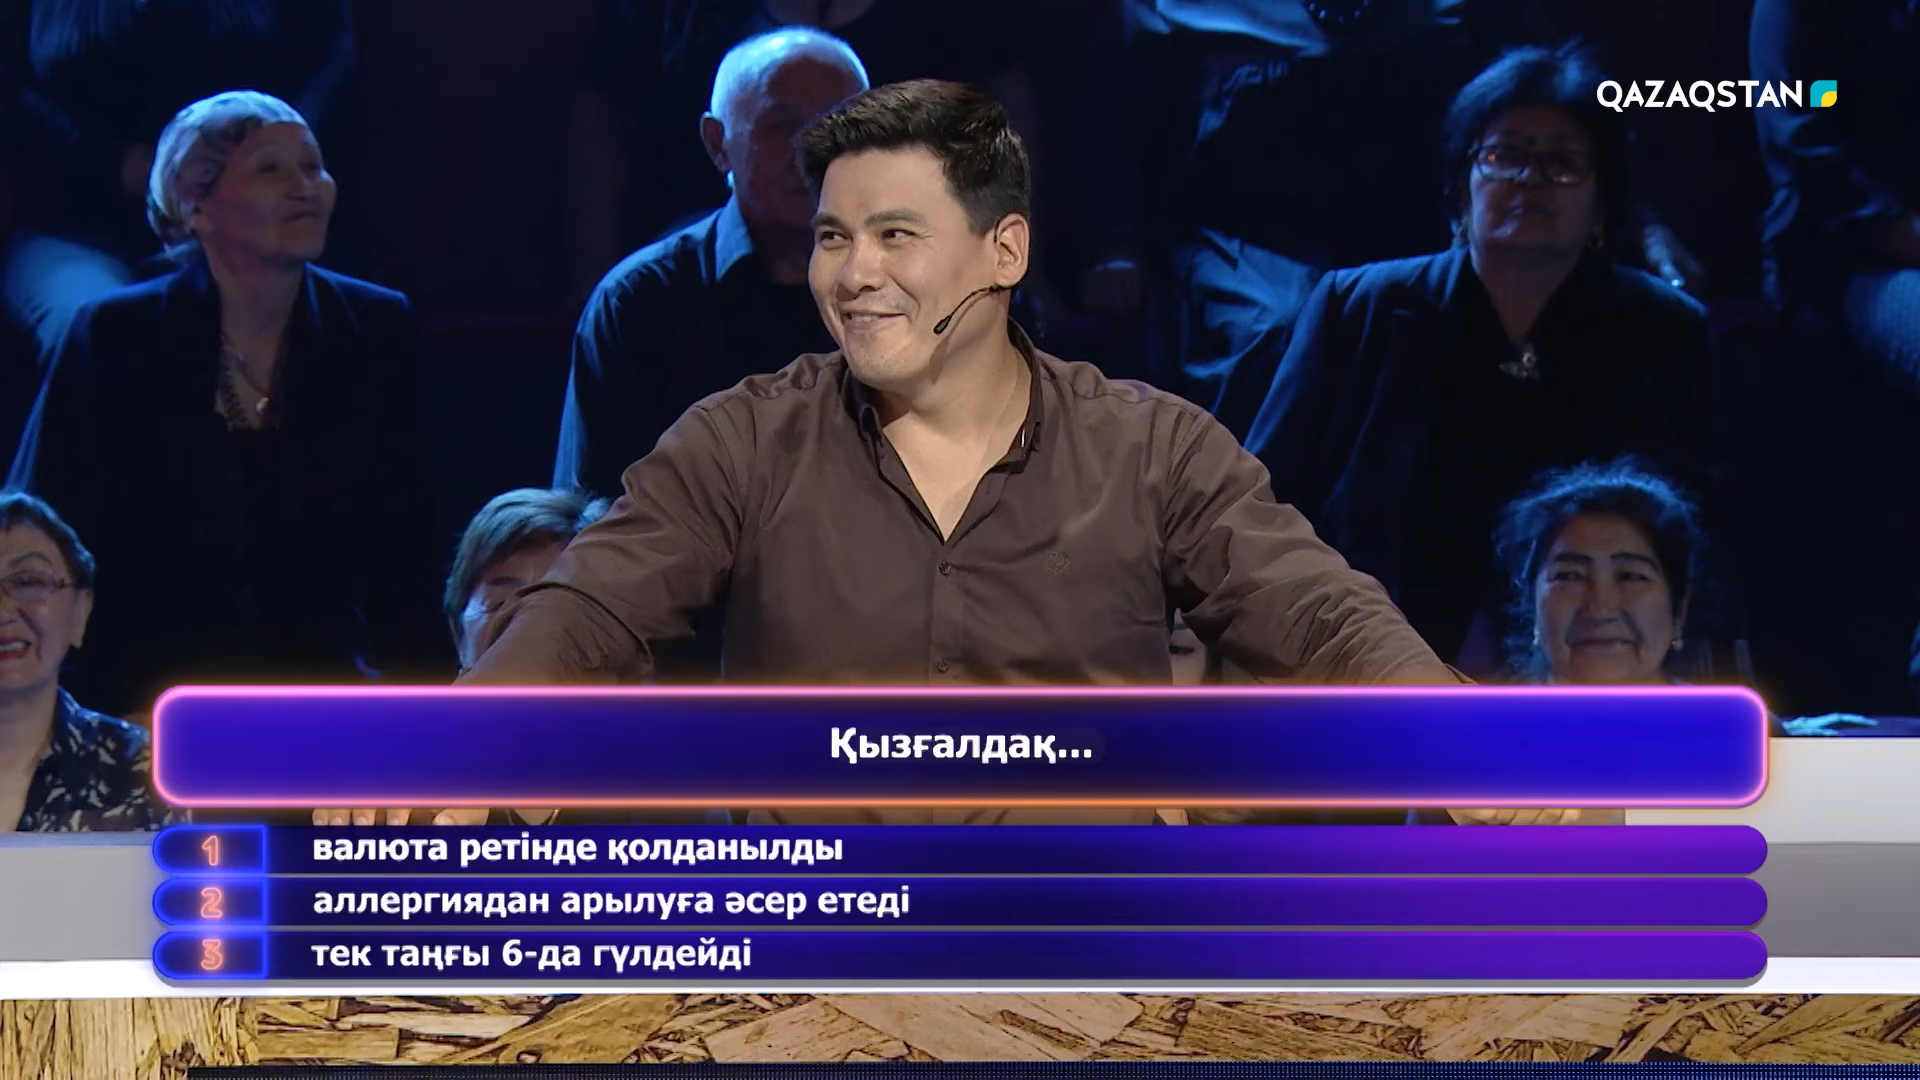 QAZAQSTAN
Қызғалдақ...
1 валюта ретінде қолданылды
2 аллергиядан арылуға әсер етеді
3 тек таңғы 6-да гүлдейді